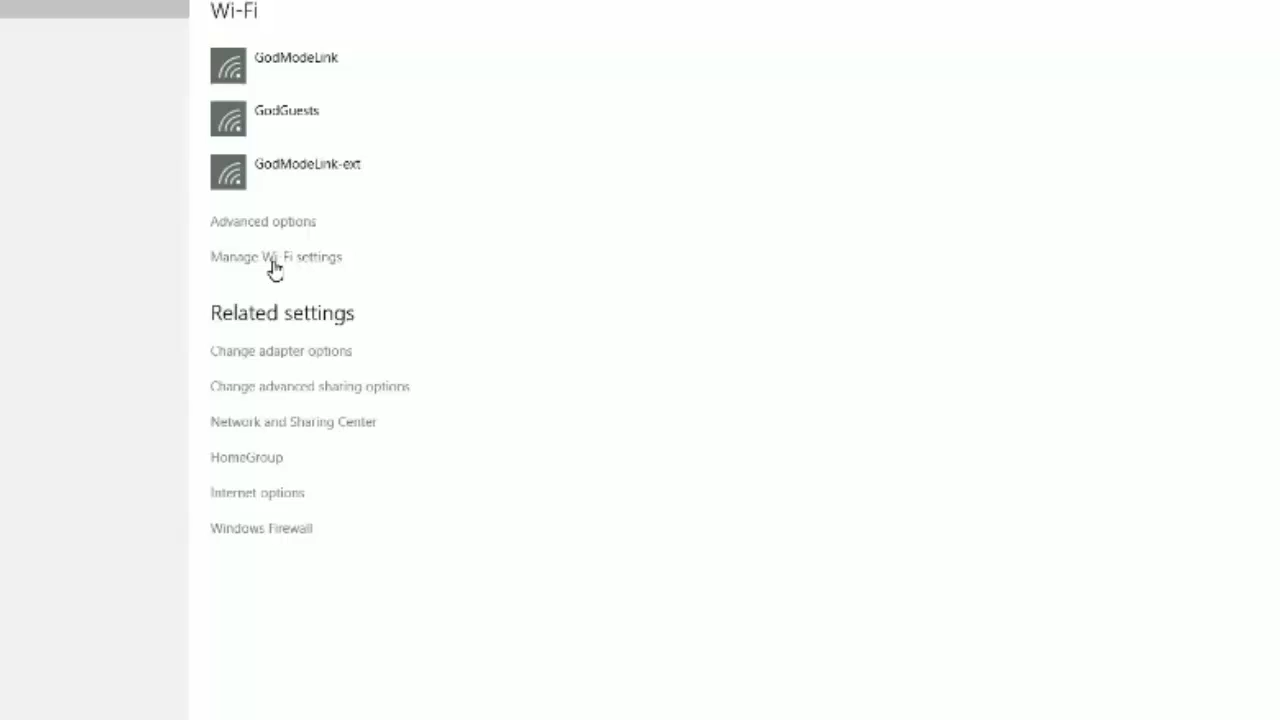 Wi-Fi
GodModeLink
GodGuests
GodModeLink-ext
Advanced options
Manage Wi-Fi settings
Related settings
Change adapter options
Change advanced sharing options
Network and Sharing Center
HomeGroup
Internet options
Windows Firewall